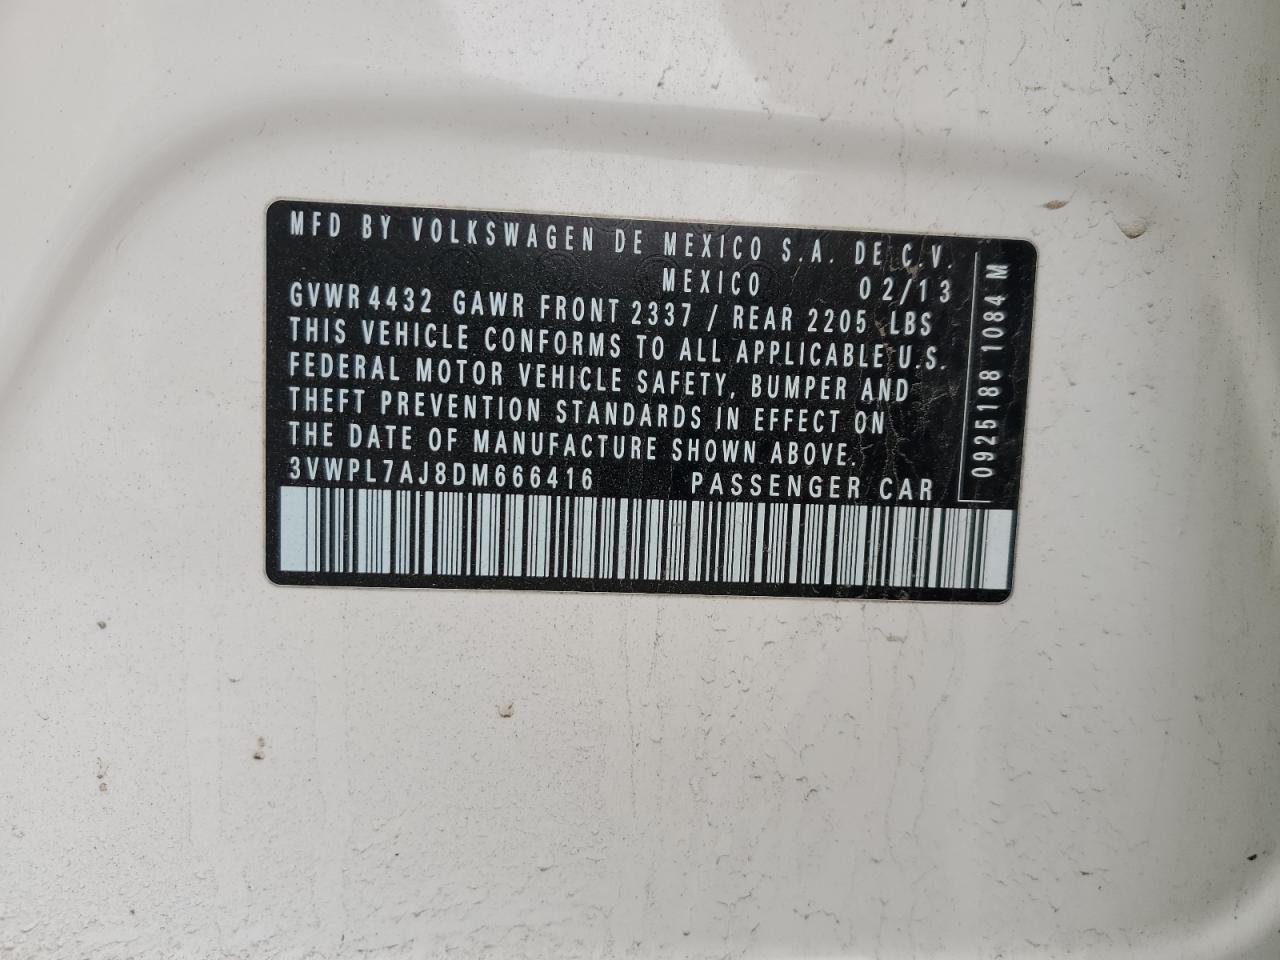 MFD BY VOLKSWAGEN DE MEXICO S.A. DE C.V.
MEXICO 02/13
GVWR 4432 GAWR FRONT 2337 / REAR 2205 LBS
THIS VEHICLE CONFORMS TO ALL APPLICABLE U.S.
FEDERAL MOTOR VEHICLE SAFETY, BUMPER AND
THEFT PREVENTION STANDARDS IN EFFECT ON
THE DATE OF MANUFACTURE SHOWN ABOVE.
3VWPL7AJ8DM666416 PASSENGER CAR
0925188 1084 M